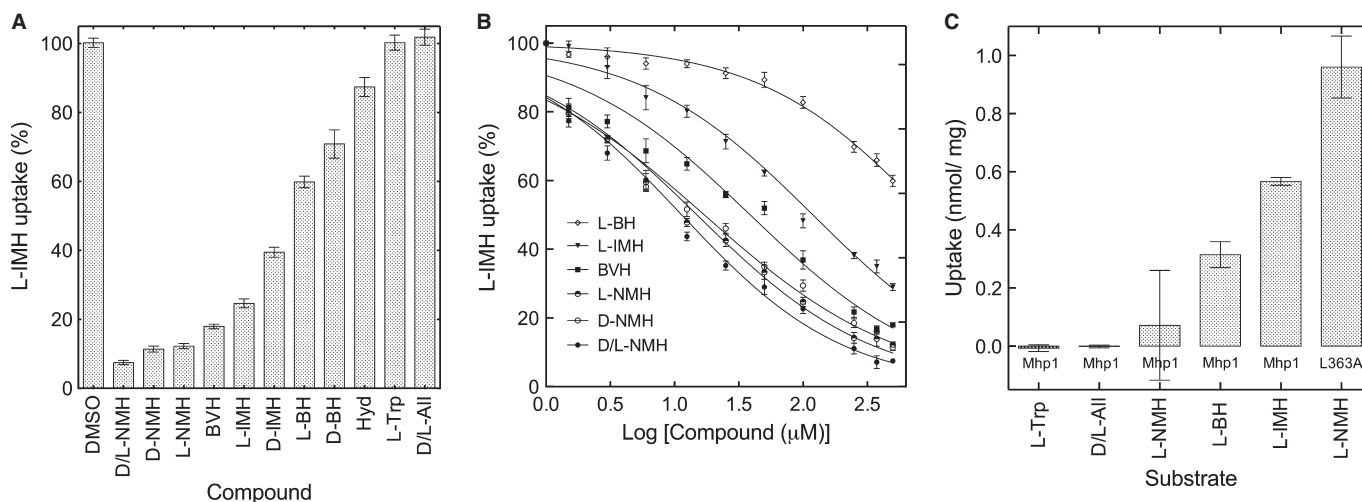 A
L-IMH uptake (%)
100
80
60
40
20
0
DMSO
D/L-NMH
D-NMH
L-NMH
BVH
L-IMH
D-IMH
L-BH
D-BH
Hyd
L-Trp
D/L-All
Compound
B
L-IMH uptake (%)
100
80
60
40
20
0
L-BH
L-IMH
BVH
L-NMH
D-NMH
D/L-NMH
0.0 0.5 1.0 1.5 2.0 2.5
Log [Compound (μM)]
C
Uptake (nmol/ mg)
1.0
0.8
0.6
0.4
0.2
0.0
Mhp1 Mhp1 Mhp1 Mhp1 Mhp1 L363A
L-Trp
D/L-All
L-NMH
L-BH
L-IMH
L-NMH
Substrate